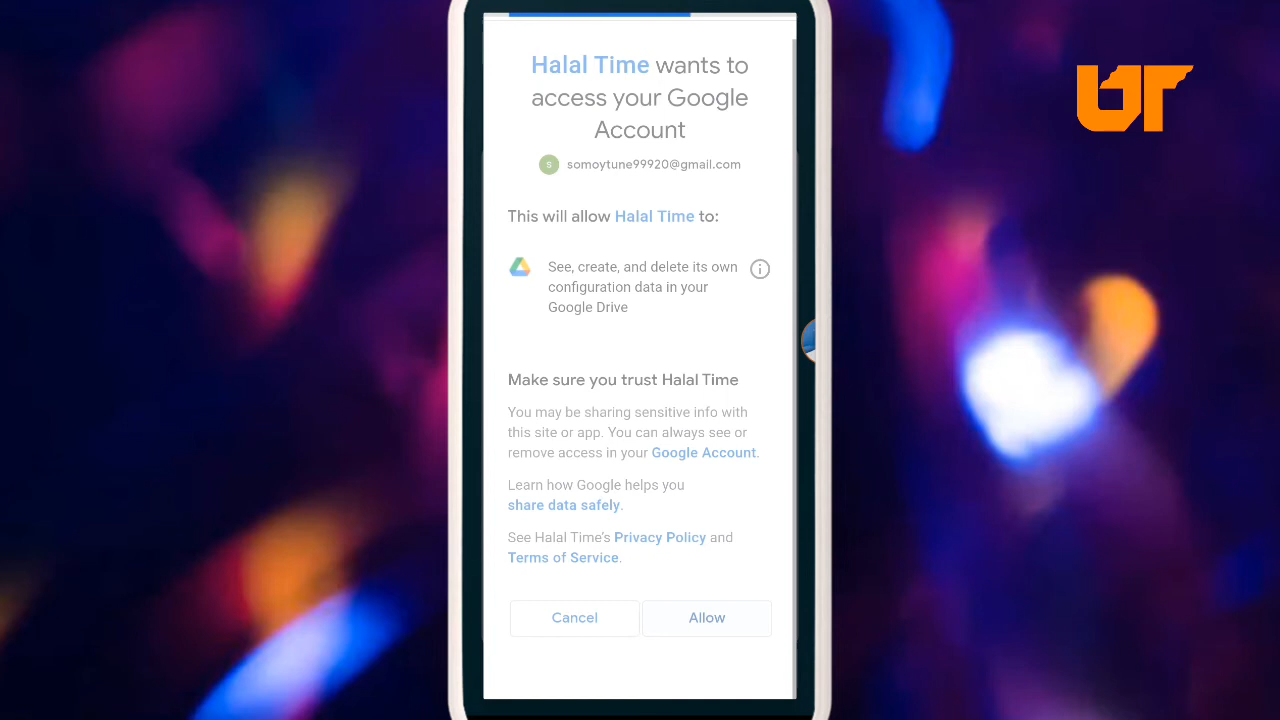 Halal Time wants to
access your Google
Account
S somoytune99920@gmail.com
This will allow Halal Time to:
See, create, and delete its own
configuration data in your
Google Drive
Make sure you trust Halal Time
You may be sharing sensitive info with
this site or app. You can always see or
remove access in your Google Account.
Learn how Google helps you
share data safely.
See Halal Time's Privacy Policy and
Terms of Service.
Cancel Allow
UT